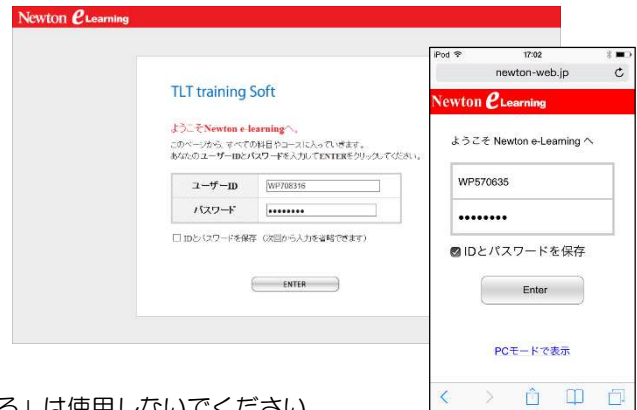 Newton eLearning
TLT training Soft
ようこそNewton e-learningへ。
このページから、すべての科目やコースに入っていきます。
あなたのユーザーIDとパスワードを入力してENTERをクリックしてください。
ユーザーID WP708316
パスワード ••••••••
IDとパスワードを保存（次回から入力を省略できます）
ENTER
iPod 17:02
newton-web.jp
Newton eLearning
ようこそ Newton e-Learning へ
WP570635
••••••••
IDとパスワードを保存
Enter
PCモードで表示
る」は使用しないでください